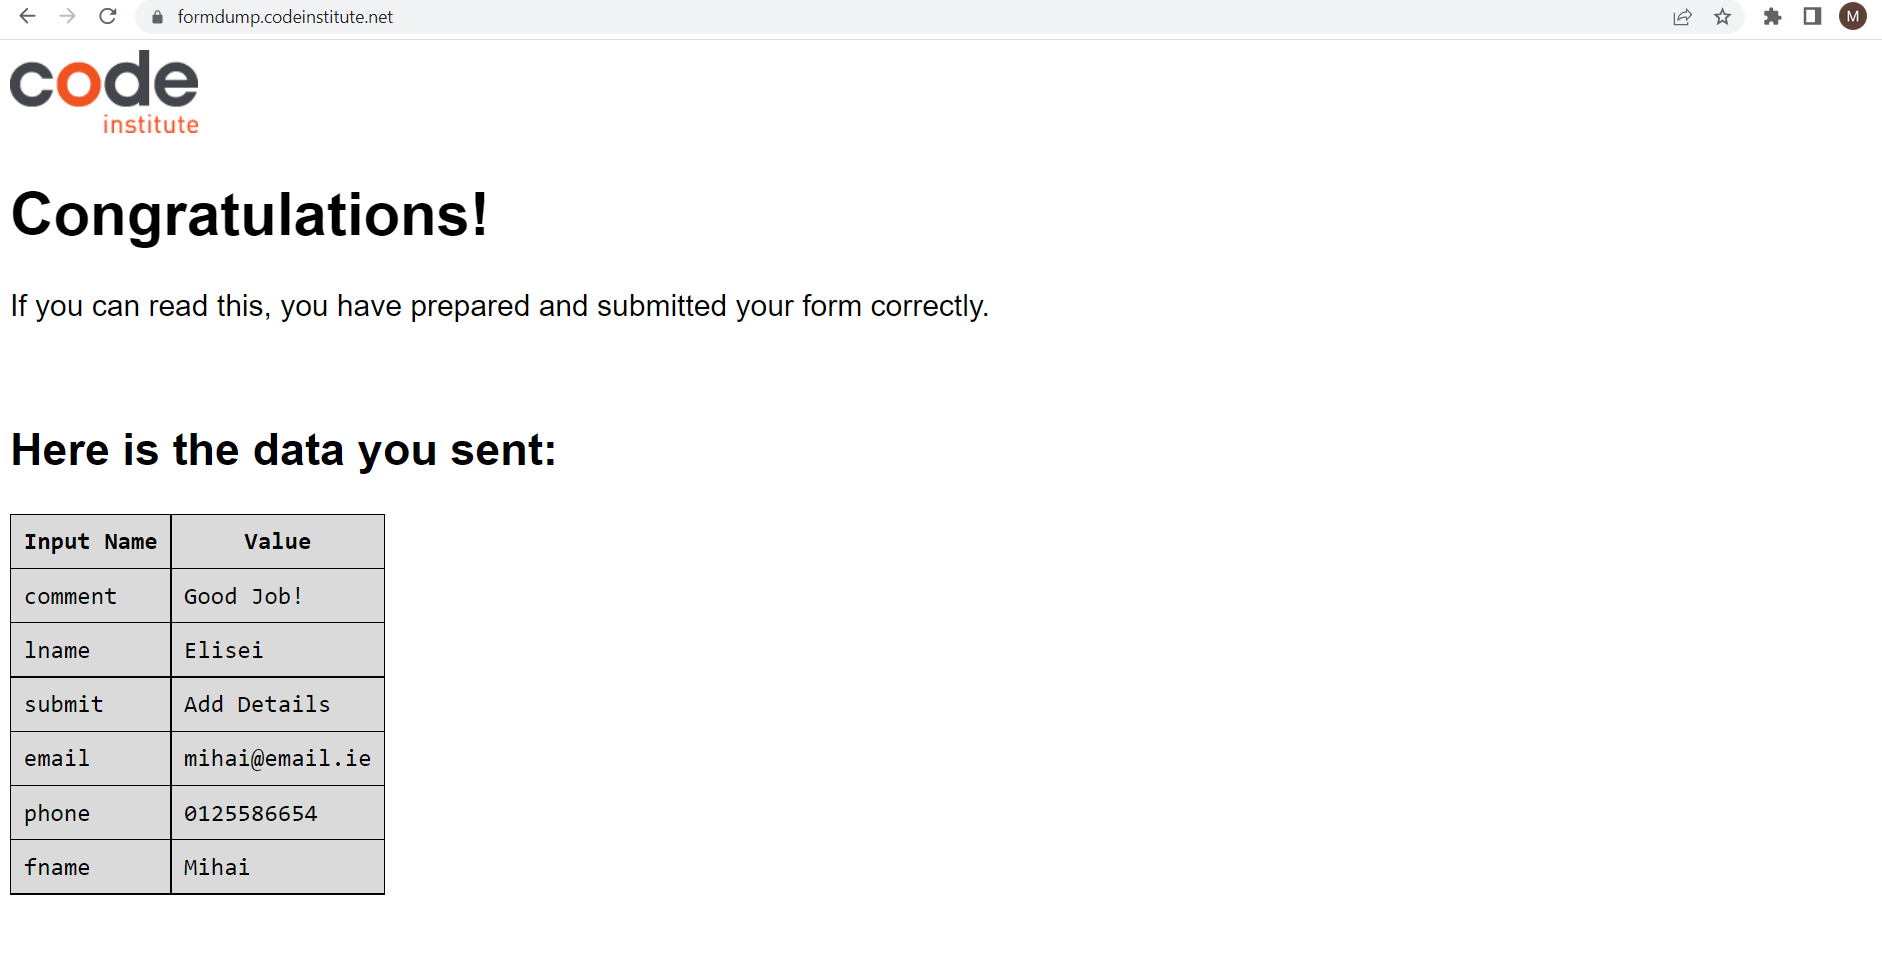 formdump.codeinstitute.net
M
code
institute
Congratulations!
If you can read this, you have prepared and submitted your form correctly.
Here is the data you sent:
Input Name Value
comment Good Job!
lname Elisei
submit Add Details
email mihai@email.ie
phone 0125586654
fname Mihai